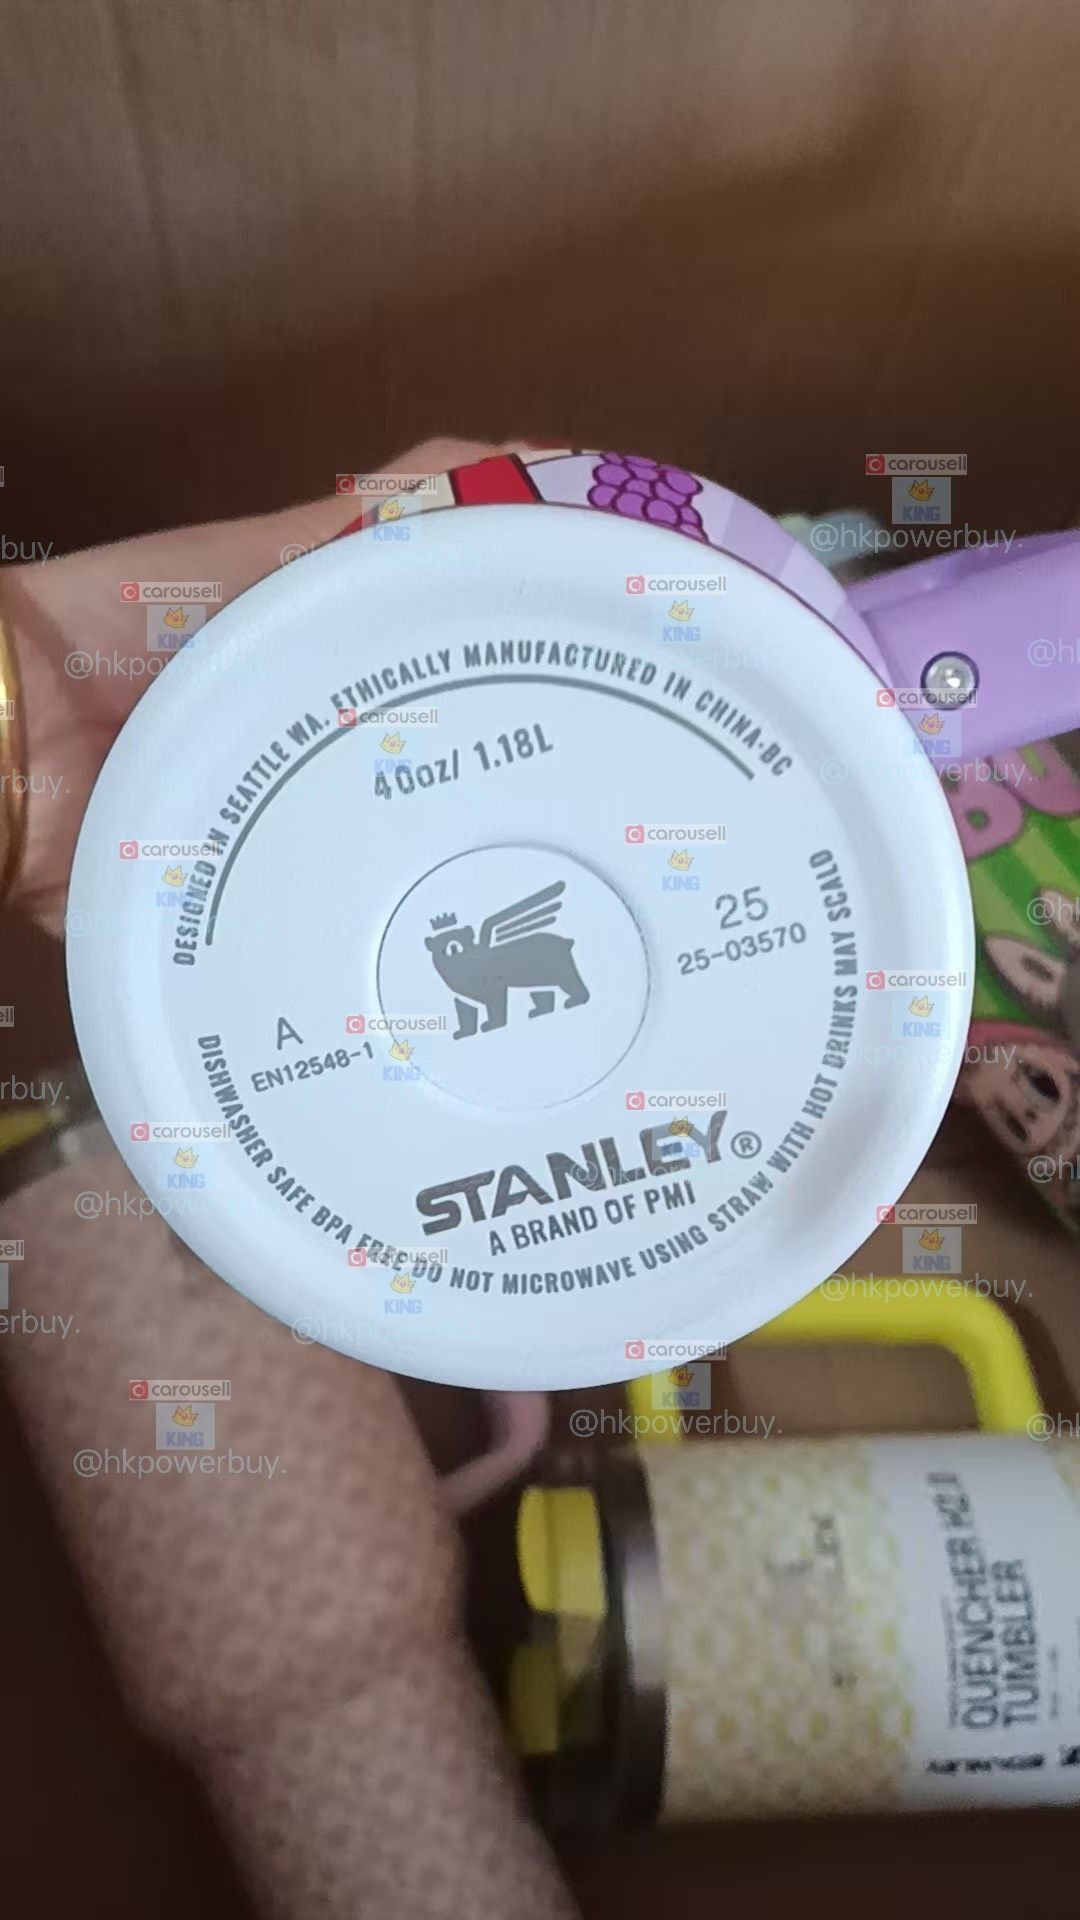 DESIGNED IN SEATTLE WA, ETHICALLY MANUFACTURED IN CHINA·BC
40oz/ 1.18L
25
25-03570
A
EN12548-1
STANLEY®
A BRAND OF PMI
DISHWASHER SAFE BPA FREE DO NOT MICROWAVE USING STRAW WITH HOT DRINKS MAY SCALD
QUENCHER H2.0
TUMBLER
carousell
KING
@hkpowerbuy.